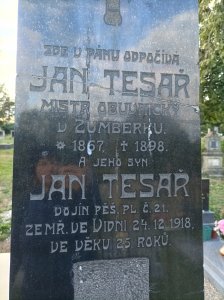 ZDE V PÁNU ODPOČÍVÁ
JAN TESAŘ
MISTR OBUVNICKÝ
V ŽUMBERKU.
* 1867. † 1898.
A JEHO SYN
JAN TESAŘ
VOJÍN PĚŠ. PL. Č. 21.
ZEMŘ. VE VÍDNI 24. 12. 1918,
VE VĚKU 25 ROKŮ.